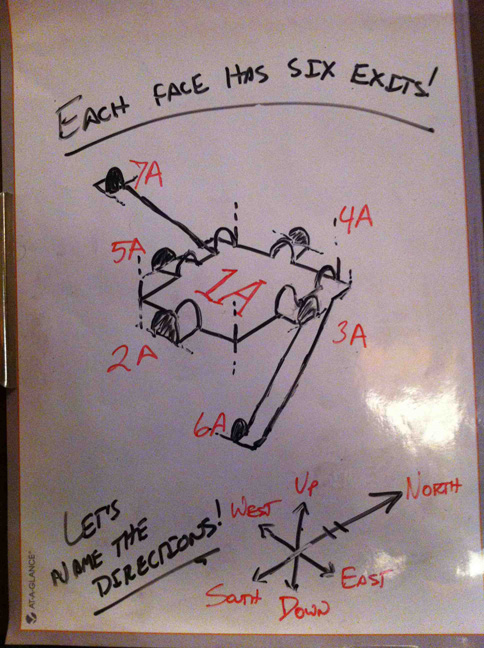 EACH FACE HAS SIX EXITS!
7A
4A
5A
1A
3A
2A
6A
UP
NORTH
WEST
LET'S
NAME THE
DIRECTIONS!
EAST
SOUTH
DOWN
AT-A-GLANCE